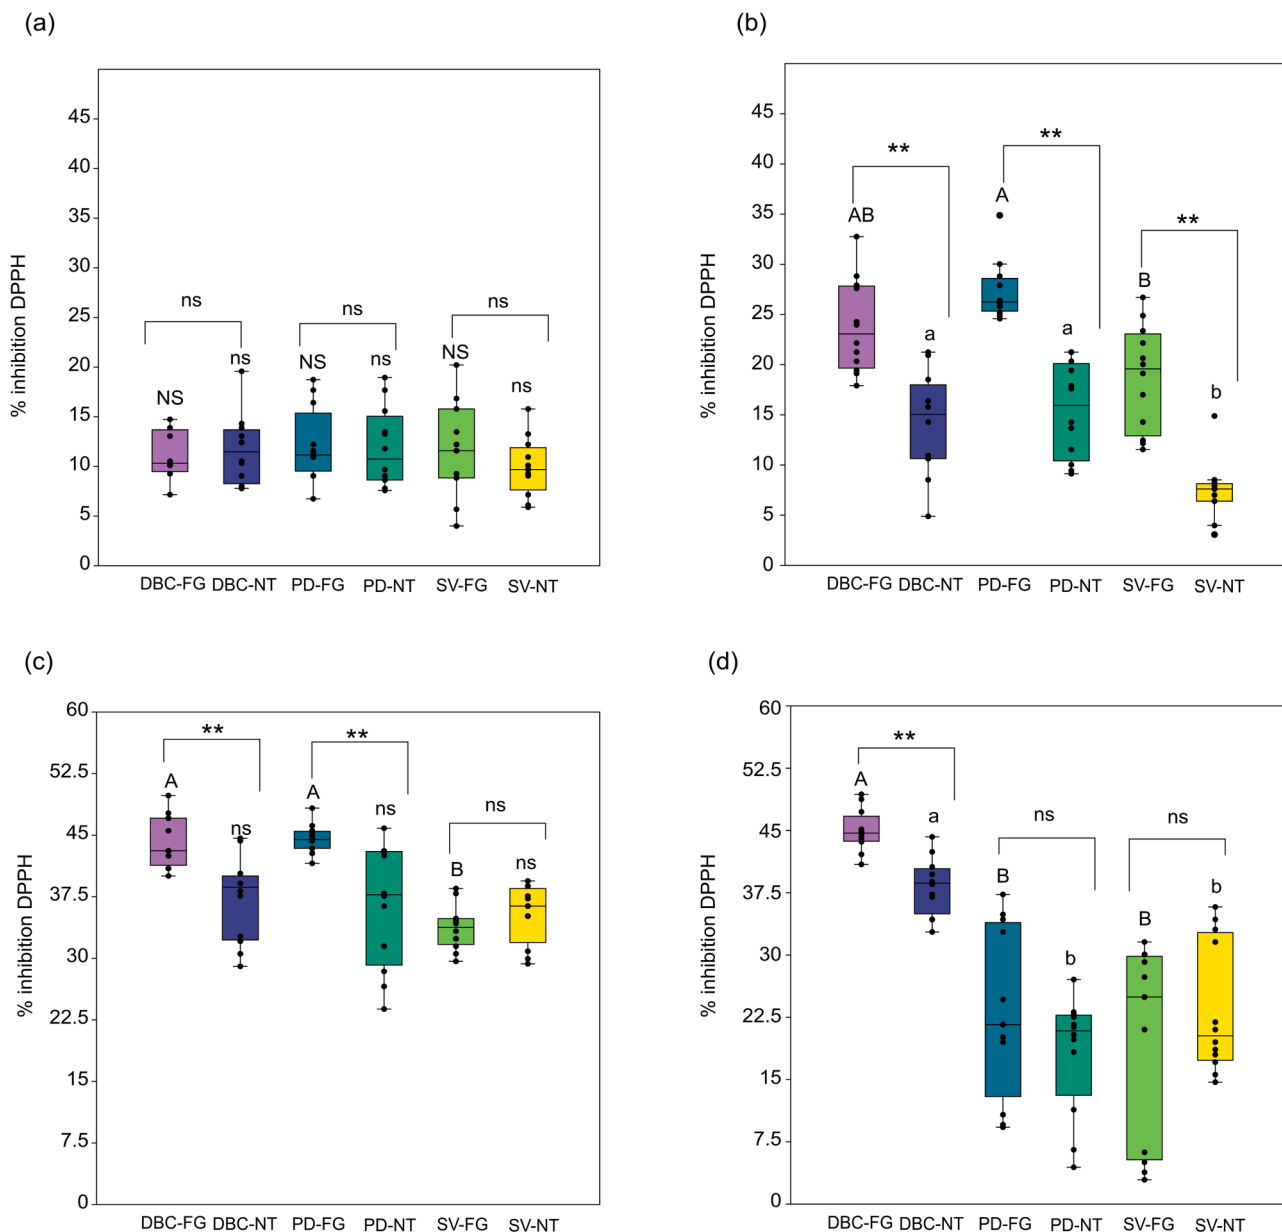 (a)
(b)
45
40
35
30
25
20
15
10
5
0
% inhibition DPPH
ns
ns
ns
NS
ns
NS
ns
NS
ns
DBC-FG DBC-NT PD-FG PD-NT SV-FG SV-NT
45
40
35
30
25
20
15
10
5
0
% inhibition DPPH
**
**
**
AB
a
A
a
B
b
DBC-FG DBC-NT PD-FG PD-NT SV-FG SV-NT
(c)
(d)
60
52.5
45
37.5
30
22.5
15
7.5
0
% inhibition DPPH
**
**
ns
A
ns
A
ns
B
ns
DBC-FG DBC-NT PD-FG PD-NT SV-FG SV-NT
60
52.5
45
37.5
30
22.5
15
7.5
0
% inhibition DPPH
**
ns
ns
A
a
B
b
B
b
DBC-FG DBC-NT PD-FG PD-NT SV-FG SV-NT